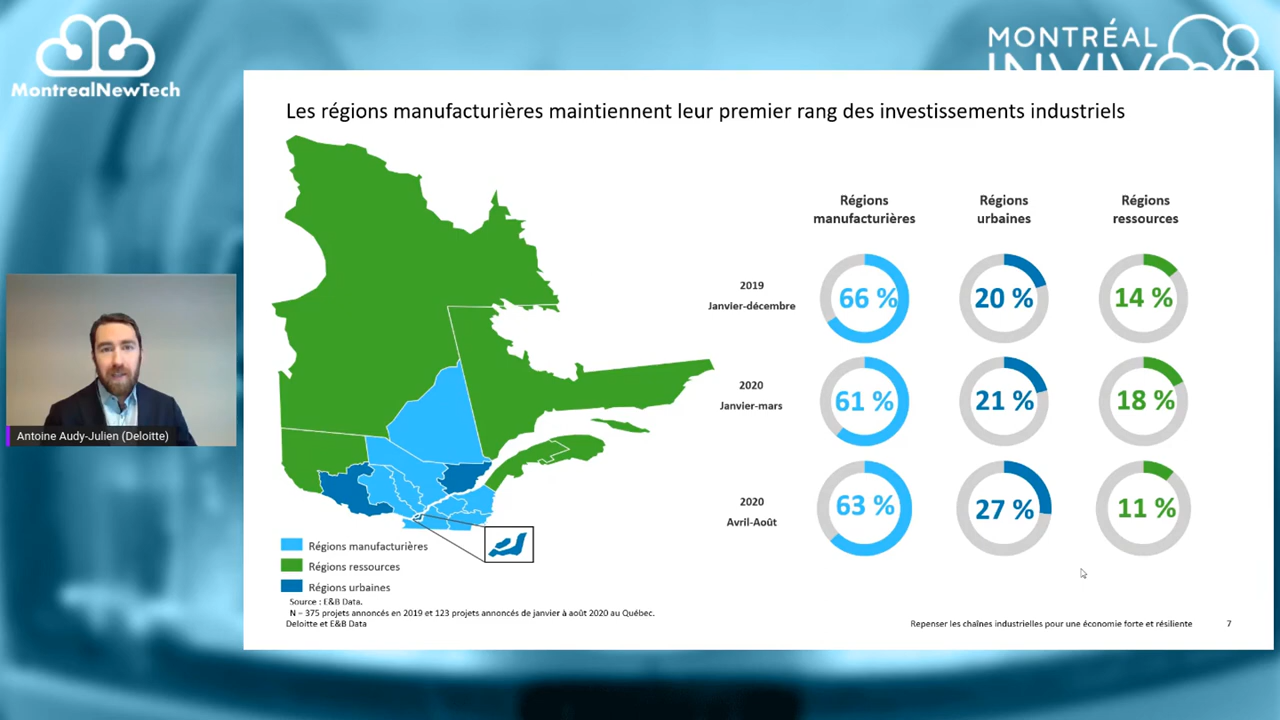 MontrealNewTech
MONTRÉAL
INVIVO
Les régions manufacturières maintiennent leur premier rang des investissements industriels
Régions
manufacturières
Régions
urbaines
Régions
ressources
2019
Janvier-décembre
66 %
20 %
14 %
2020
Janvier-mars
61 %
21 %
18 %
2020
Avril-Août
63 %
27 %
11 %
Antoine Audy-Julien (Deloitte)
Régions manufacturières
Régions ressources
Régions urbaines
Source : E&B Data.
N – 375 projets annoncés en 2019 et 123 projets annoncés de janvier à août 2020 au Québec.
Deloitte et E&B Data
Repenser les chaînes industrielles pour une économie forte et résiliente
7